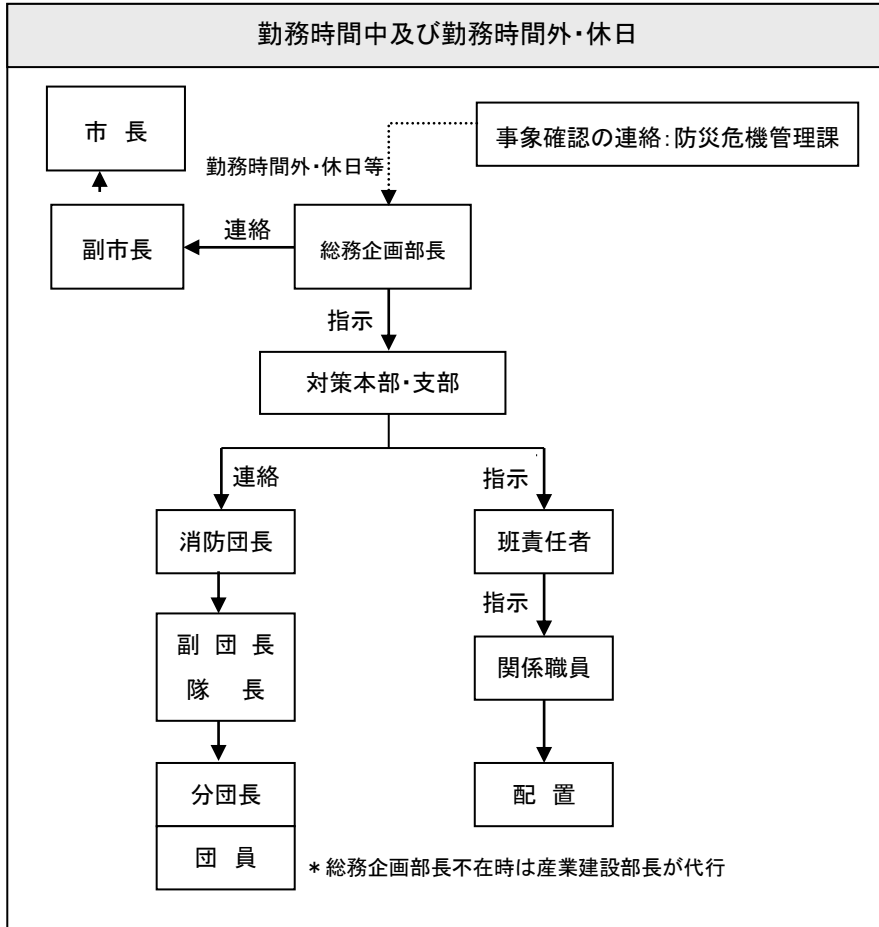 勤務時間中及び勤務時間外・休日
市 長
事象確認の連絡：防災危機管理課
勤務時間外・休日等
副市長
連絡
総務企画部長
指示
対策本部・支部
連絡
指示
消防団長
班責任者
指示
副 団 長
隊 長
関係職員
分団長
配 置
団 員
＊総務企画部長不在時は産業建設部長が代行